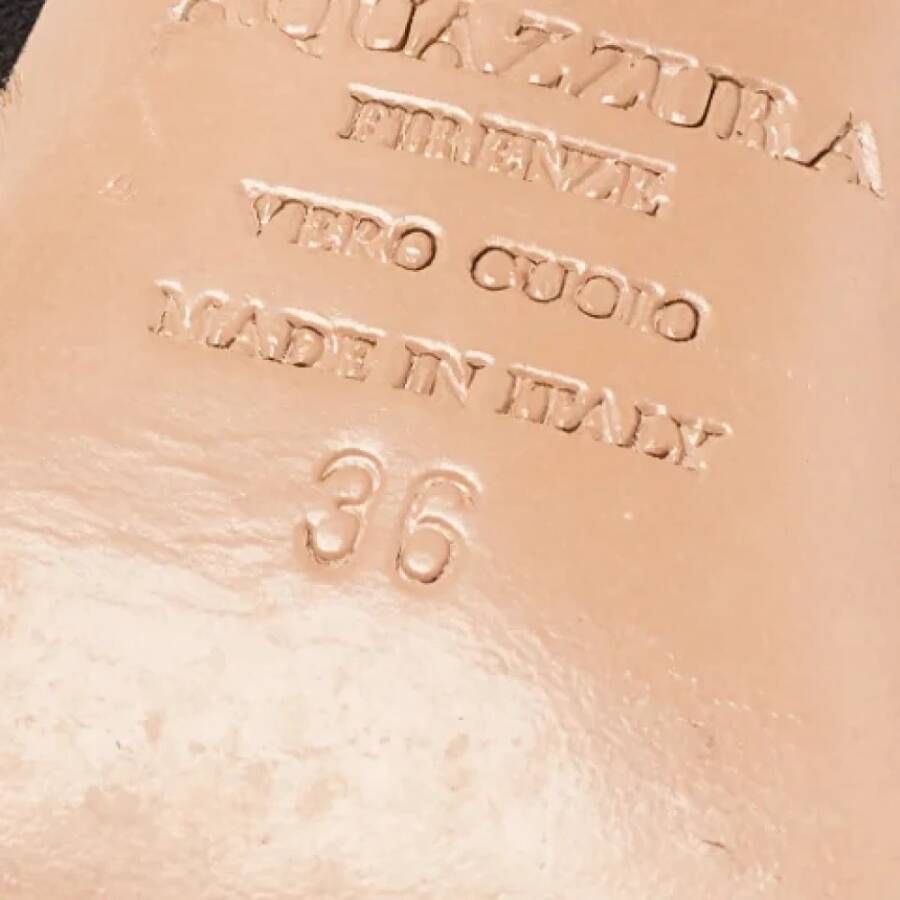 AQUAZZURA
FIRENZE
VERO CUOIO
MADE IN ITALY
36